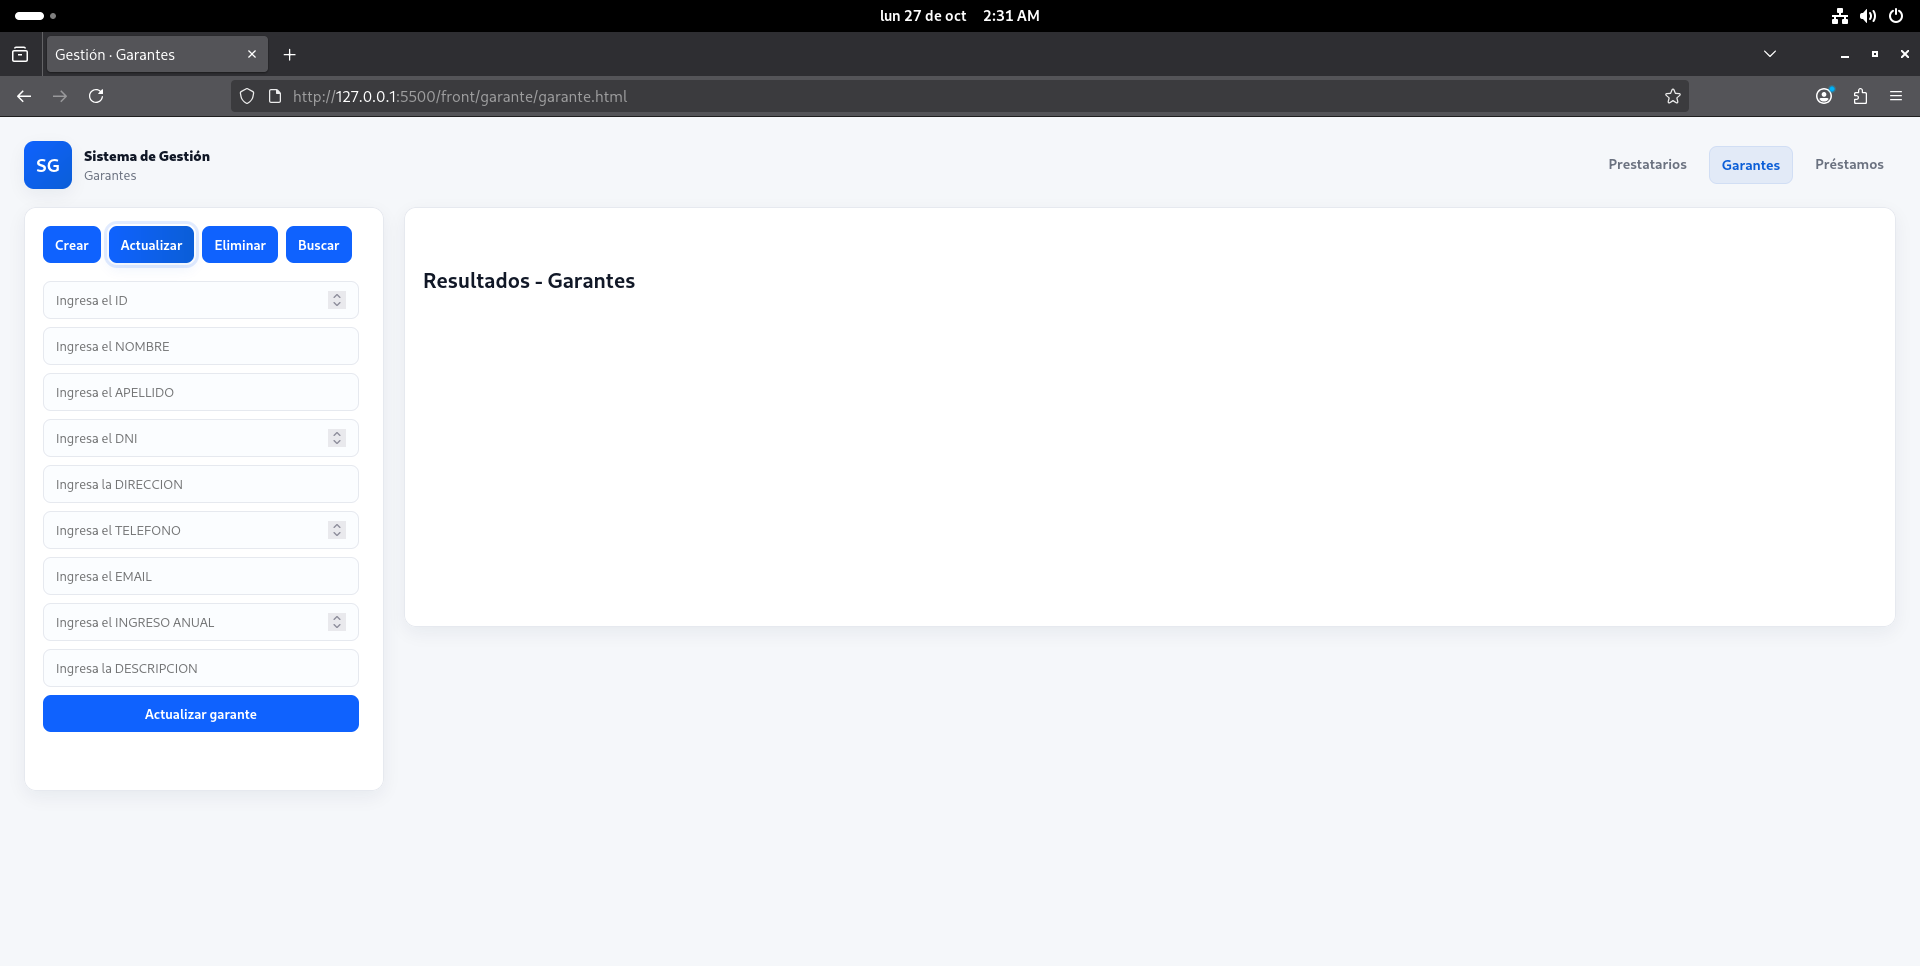 lun 27 de oct 2:31 AM
Gestión · Garantes
http://127.0.0.1:5500/front/garante/garante.html
SG
Sistema de Gestión
Garantes
Prestatarios
Garantes
Préstamos
Crear
Actualizar
Eliminar
Buscar
Ingresa el ID
Ingresa el NOMBRE
Ingresa el APELLIDO
Ingresa el DNI
Ingresa la DIRECCION
Ingresa el TELEFONO
Ingresa el EMAIL
Ingresa el INGRESO ANUAL
Ingresa la DESCRIPCION
Actualizar garante
Resultados - Garantes